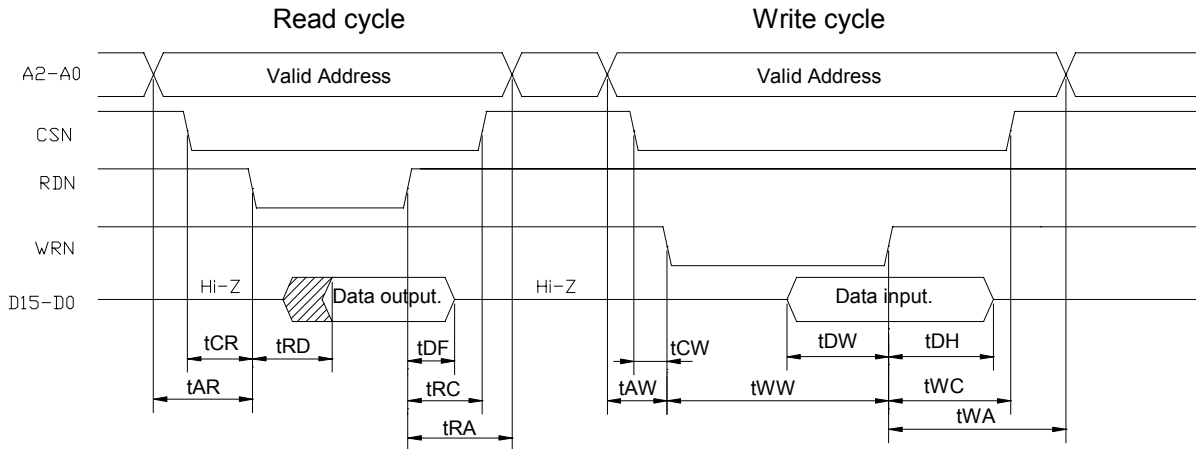 Read cycle Write cycle
A2-A0 Valid Address Valid Address
CSN
RDN
WRN
Hi-Z Hi-Z
D15-D0 Data output. Data input.
tCR tRD tDF tCW tDW tDH
tAR tRC tAW tWW tWC
tRA tWA